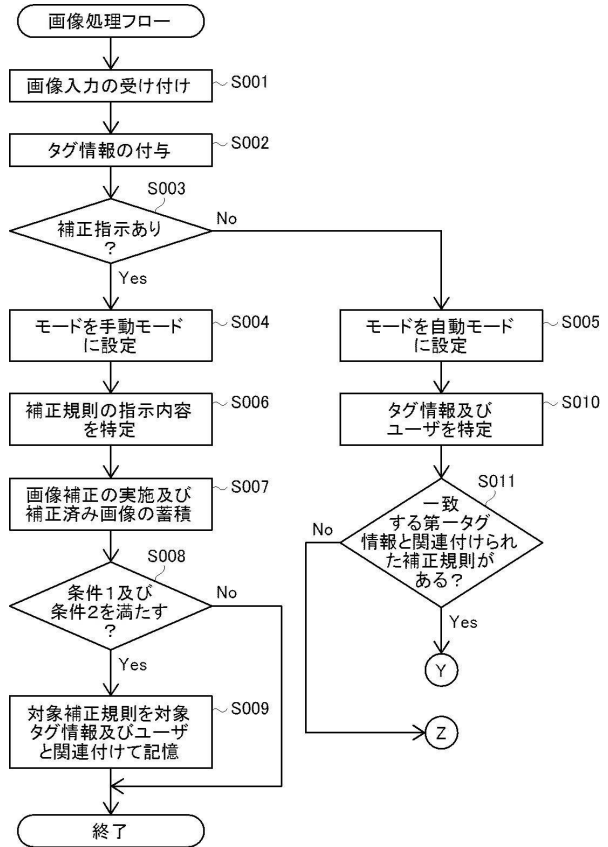 画像処理フロー
画像入力の受け付け
S001
タグ情報の付与
S002
S003
補正指示あり
?
No
Yes
モードを手動モード
に設定
S004
補正規則の指示内容
を特定
S006
画像補正の実施及び
補正済み画像の蓄積
S007
S008
条件1及び
条件2を満たす
?
No
Yes
対象補正規則を対象
タグ情報及びユーザ
と関連付けて記憶
S009
終了
モードを自動モード
に設定
S005
タグ情報及び
ユーザを特定
S010
S011
一致
する第一タグ
情報と関連付けられ
た補正規則が
ある?
No
Yes
Y
Z